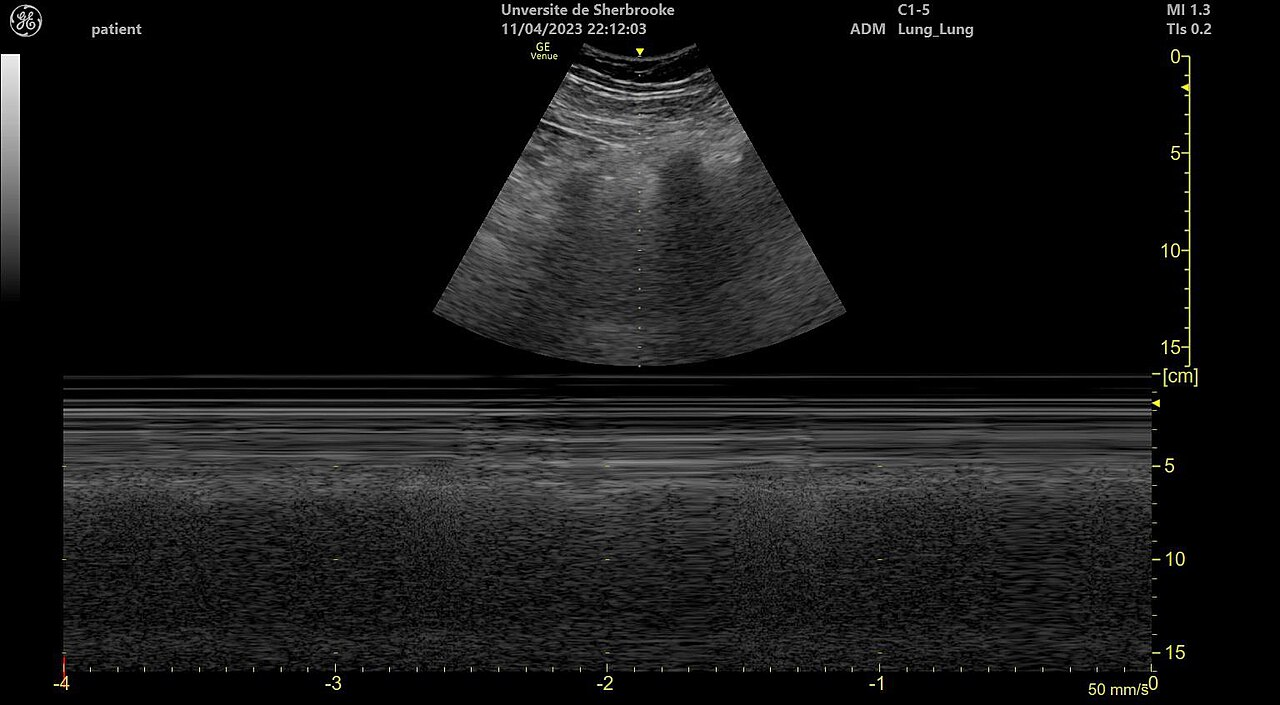 Unversite de Sherbrooke C1-5 MI 1.3
patient 11/04/2023 22:12:03 ADM Lung_Lung TIs 0.2
GE
Venue
0
5
10
15
[cm]
5
10
15
-4 -3 -2 -1 0
50 mm/s